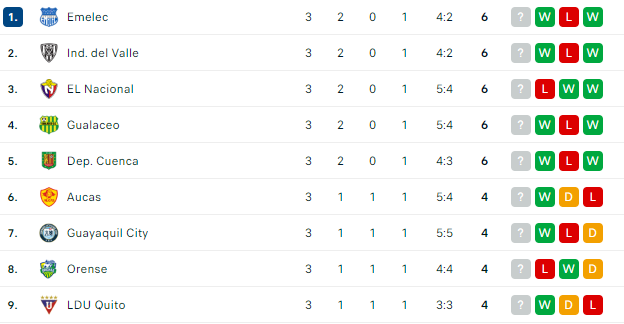 1. Emelec 3 2 0 1 4:2 6 ? W L W
2. Ind. del Valle 3 2 0 1 4:2 6 ? W L W
3. EL Nacional 3 2 0 1 5:4 6 ? L W W
4. Gualaceo 3 2 0 1 5:4 6 ? W L W
5. Dep. Cuenca 3 2 0 1 4:3 6 ? W L W
6. Aucas 3 1 1 1 5:4 4 ? W D L
7. Guayaquil City 3 1 1 1 5:5 4 ? W L D
8. Orense 3 1 1 1 4:4 4 ? L W D
9. LDU Quito 3 1 1 1 3:3 4 ? W D L